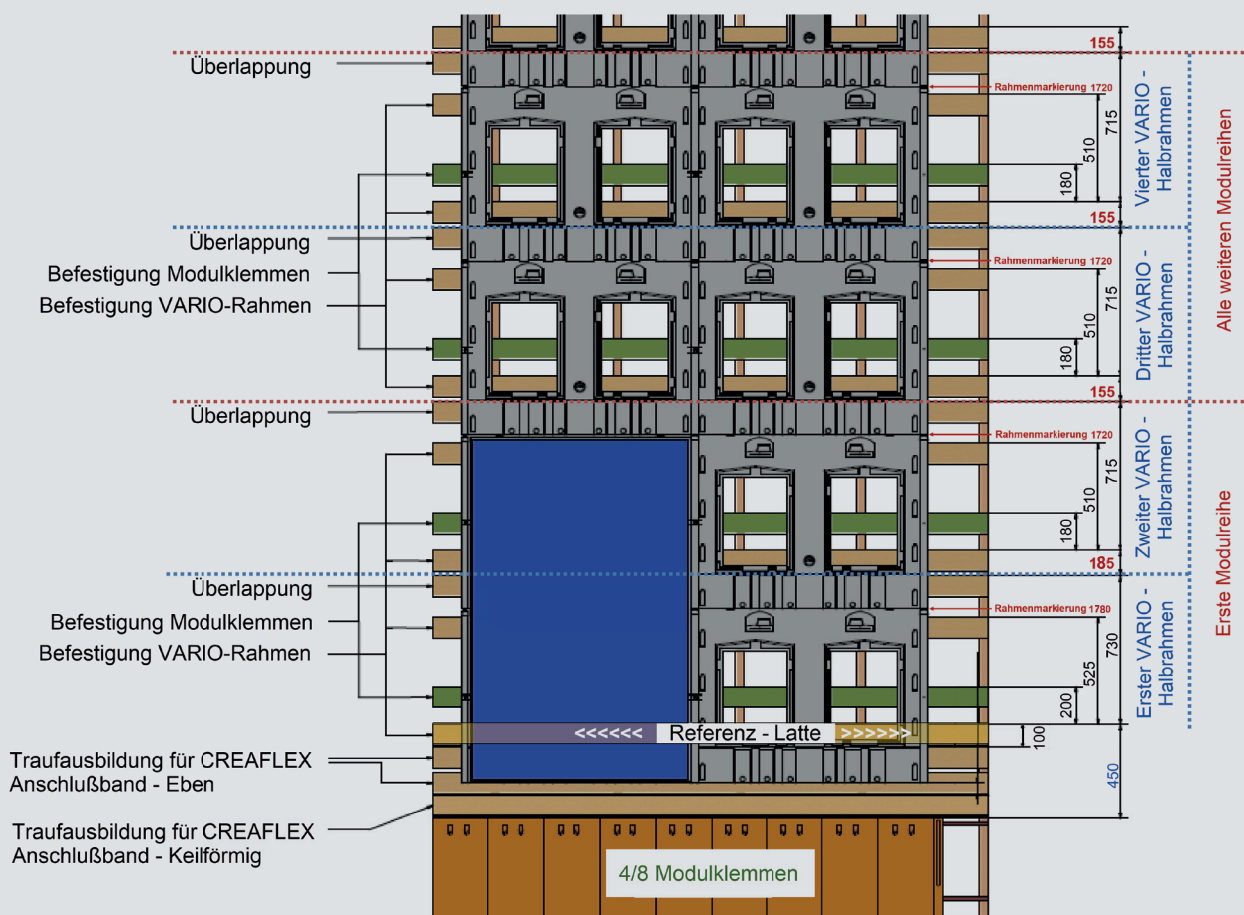 155
Überlappung
Rahmenmarkierung 1720
715
510
180
Vierter VARIO -
Halbrahmen
Alle weiteren Modulreihen
155
Überlappung
Befestigung Modulklemmen
Befestigung VARIO-Rahmen
Rahmenmarkierung 1720
715
510
180
Dritter VARIO -
Halbrahmen
155
Überlappung
Rahmenmarkierung 1720
715
510
180
Zweiter VARIO -
Halbrahmen
Erste Modulreihe
185
Überlappung
Befestigung Modulklemmen
Befestigung VARIO-Rahmen
Rahmenmarkierung 1780
730
525
200
Erster VARIO -
Halbrahmen
<<<<<< Referenz - Latte >>>>>>
100
450
Traufausbildung für CREAFLEX
Anschlußband - Eben
Traufausbildung für CREAFLEX
Anschlußband - Keilförmig
4/8 Modulklemmen